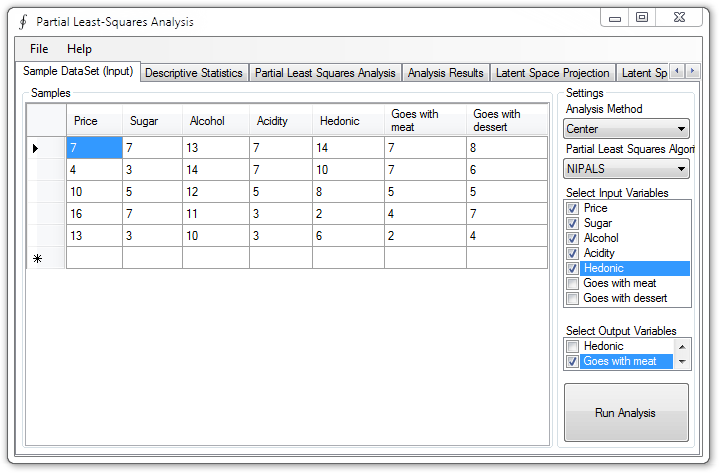 Partial Least-Squares Analysis
File Help
Sample DataSet (Input) Descriptive Statistics Partial Least Squares Analysis Analysis Results Latent Space Projection Latent Sp
Samples
Price Sugar Alcohol Acidity Hedonic Goes with meat Goes with dessert
7 7 13 7 14 7 8
4 3 14 7 10 7 6
10 5 12 5 8 5 5
16 7 11 3 2 4 7
13 3 10 3 6 2 4
Settings
Analysis Method
Center
Partial Least Squares Algori
NIPALS
Select Input Variables
Price
Sugar
Alcohol
Acidity
Hedonic
Goes with meat
Goes with dessert
Select Output Variables
Hedonic
Goes with meat
Run Analysis